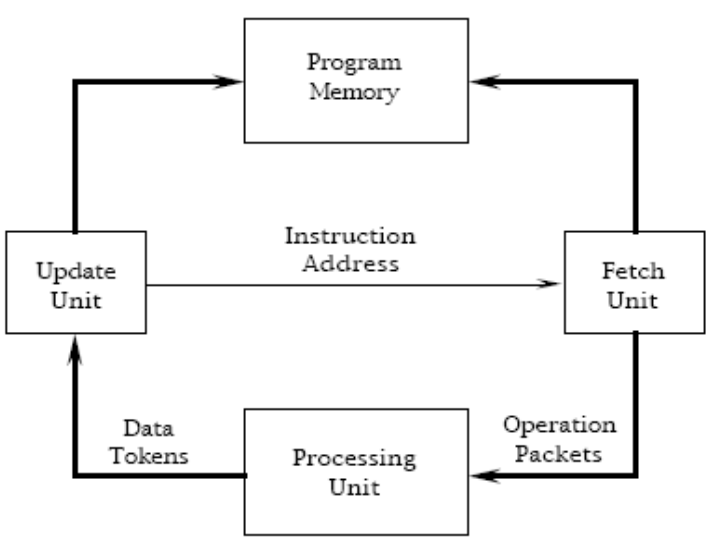 Program
Memory
Instruction
Address
Update
Unit
Fetch
Unit
Data
Tokens
Processing
Unit
Operation
Packets